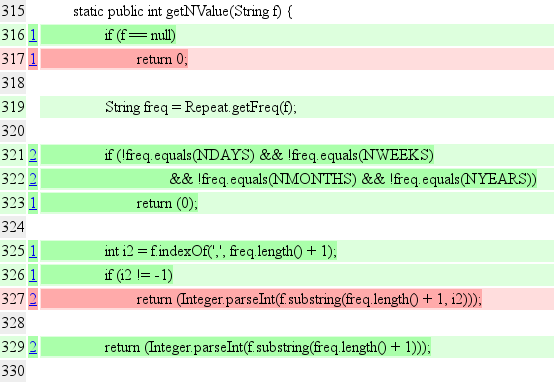 315 static public int getNValue(String f) {
316 1 if (f == null)
317 1 return 0;
318
319 String freq = Repeat.getFreq(f);
320
321 2 if (!freq.equals(NDAYS) && !freq.equals(NWEEKS)
322 2 && !freq.equals(NMONTHS) && !freq.equals(NYEARS))
323 1 return (0);
324
325 1 int i2 = f.indexOf(',', freq.length() + 1);
326 1 if (i2 != -1)
327 2 return (Integer.parseInt(f.substring(freq.length() + 1, i2)));
328
329 2 return (Integer.parseInt(f.substring(freq.length() + 1)));
330